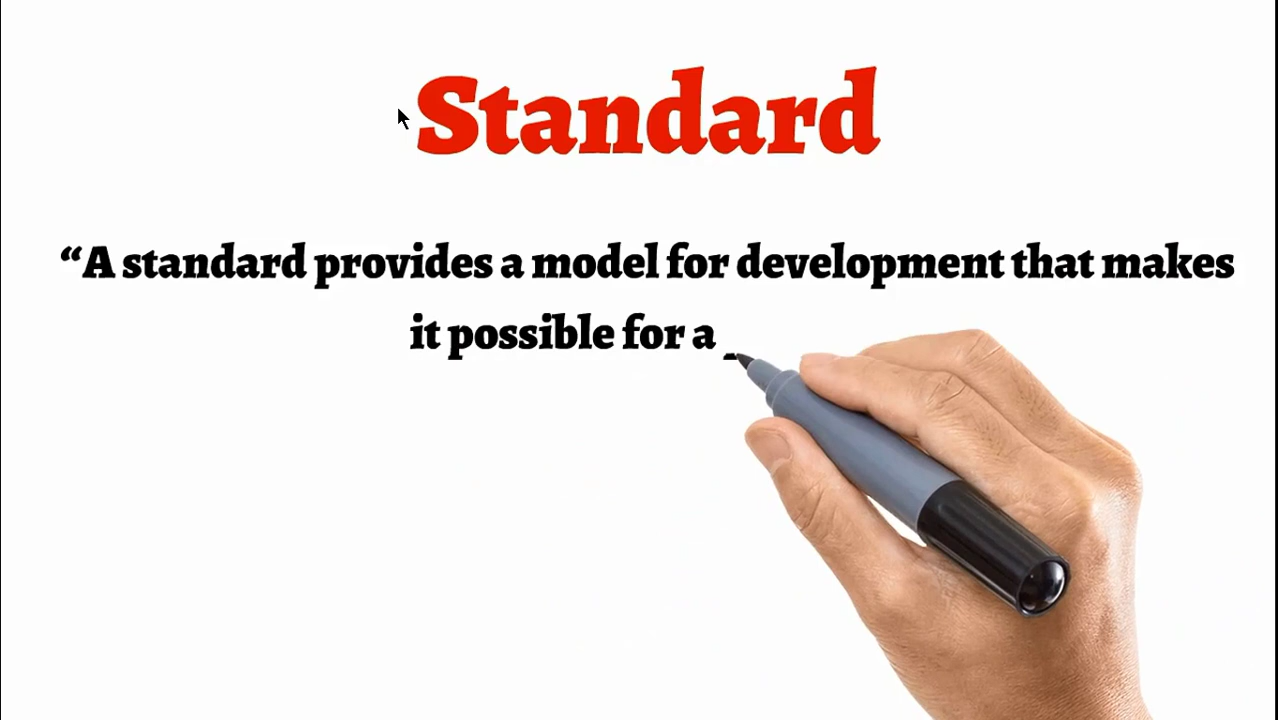 Standard
“A standard provides a model for development that makes
it possible for a